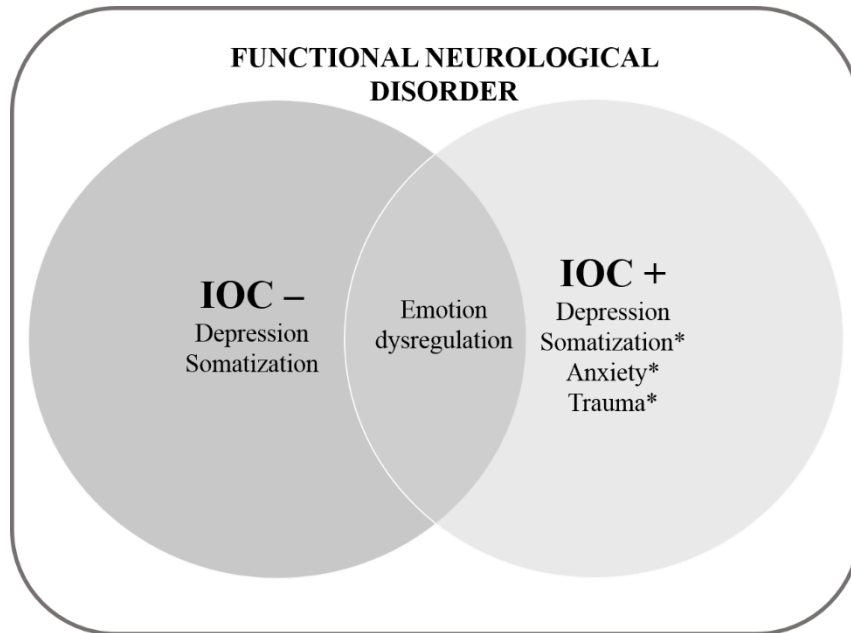 FUNCTIONAL NEUROLOGICAL
DISORDER
IOC –
Depression
Somatization
Emotion
dysregulation
IOC +
Depression
Somatization*
Anxiety*
Trauma*